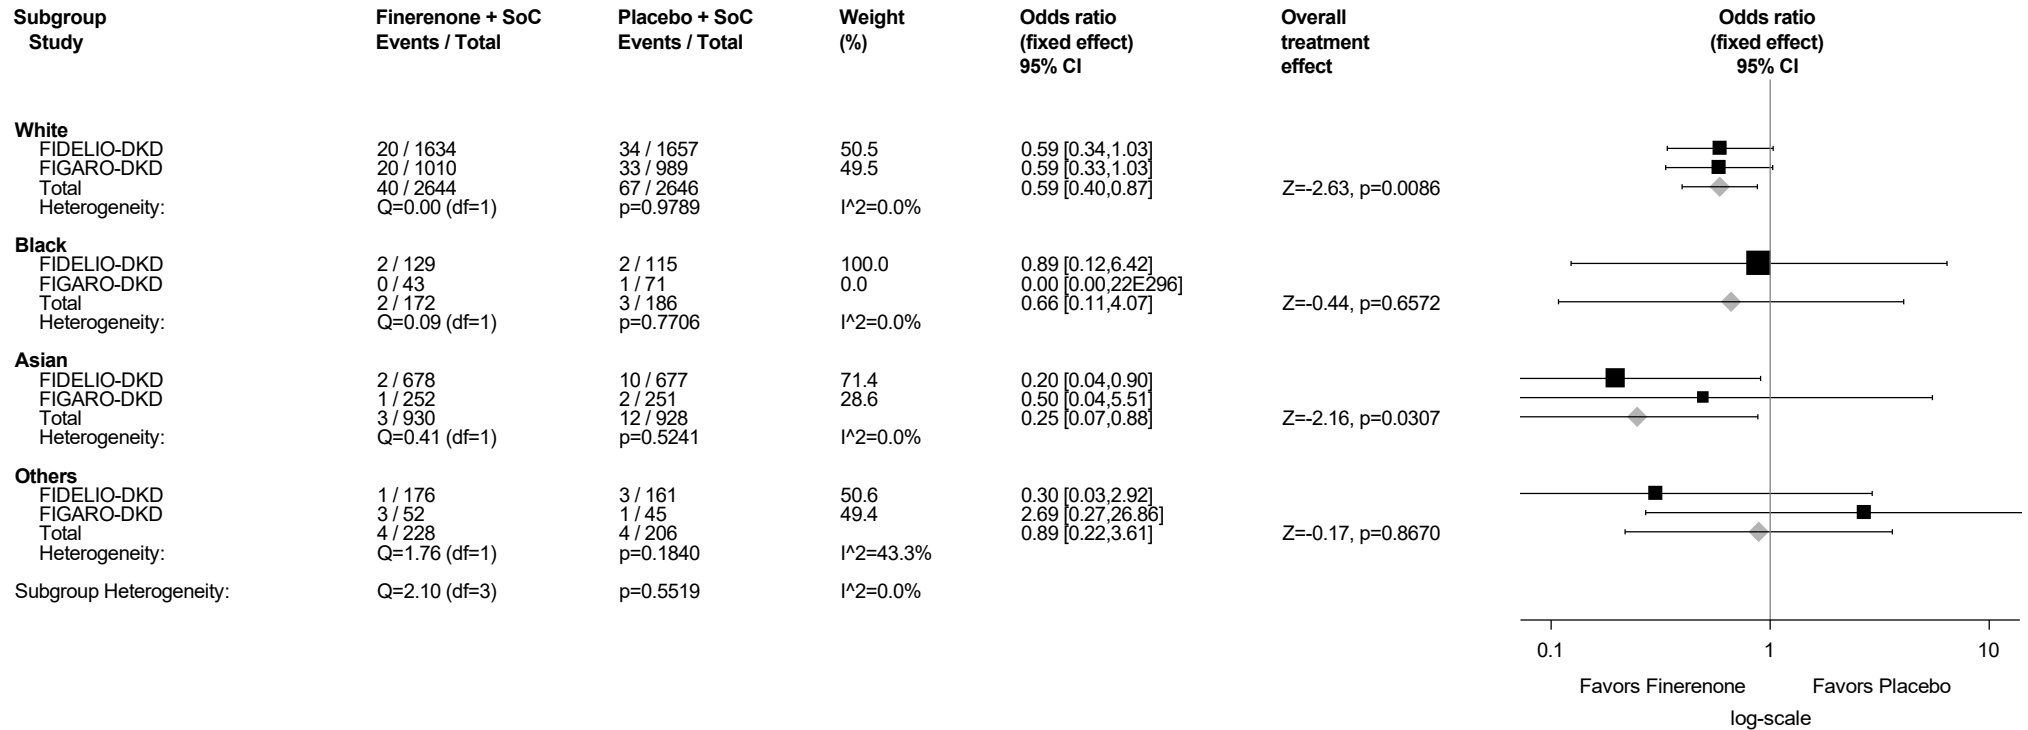 Subgroup Finerenone + SoC Placebo + SoC Weight Odds ratio Overall Odds ratio
Study Events / Total Events / Total (%) (fixed effect) treatment (fixed effect)
95% CI effect 95% CI
White
FIDELIO-DKD 20 / 1634 34 / 1657 50.5 0.59 [0.34,1.03]
FIGARO-DKD 20 / 1010 33 / 989 49.5 0.59 [0.33,1.03]
Total 40 / 2644 67 / 2646 0.59 [0.40,0.87] Z=-2.63, p=0.0086
Heterogeneity: Q=0.00 (df=1) p=0.9789 I^2=0.0%
Black
FIDELIO-DKD 2 / 129 2 / 115 100.0 0.89 [0.12,6.42]
FIGARO-DKD 0 / 43 1 / 71 0.0 0.00 [0.00,22E296]
Total 2 / 172 3 / 186 0.66 [0.11,4.07] Z=-0.44, p=0.6572
Heterogeneity: Q=0.09 (df=1) p=0.7706 I^2=0.0%
Asian
FIDELIO-DKD 2 / 678 10 / 677 71.4 0.20 [0.04,0.90]
FIGARO-DKD 1 / 252 2 / 251 28.6 0.50 [0.04,5.51]
Total 3 / 930 12 / 928 0.25 [0.07,0.88] Z=-2.16, p=0.0307
Heterogeneity: Q=0.41 (df=1) p=0.5241 I^2=0.0%
Others
FIDELIO-DKD 1 / 176 3 / 161 50.6 0.30 [0.03,2.92]
FIGARO-DKD 3 / 52 1 / 45 49.4 2.69 [0.27,26.86]
Total 4 / 228 4 / 206 0.89 [0.22,3.61] Z=-0.17, p=0.8670
Heterogeneity: Q=1.76 (df=1) p=0.1840 I^2=43.3%
Subgroup Heterogeneity: Q=2.10 (df=3) p=0.5519 I^2=0.0%
0.1 1 10
Favors Finerenone Favors Placebo
log-scale